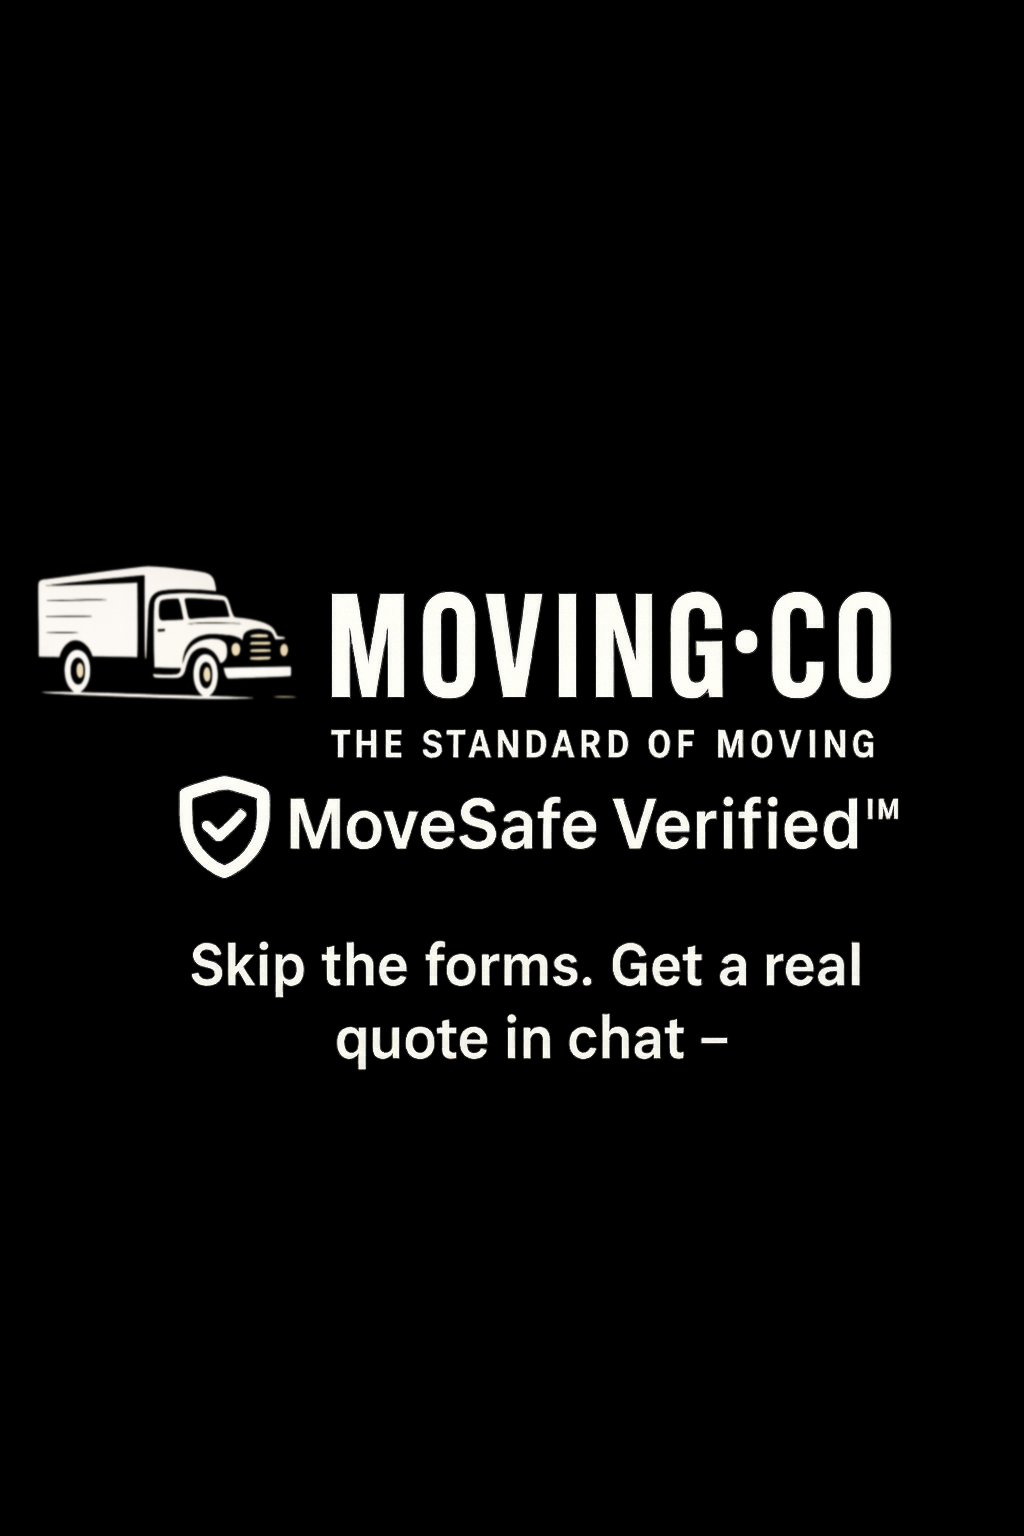 MOVING·CO
THE STANDARD OF MOVING
MoveSafe Verified™
Skip the forms. Get a real
quote in chat –